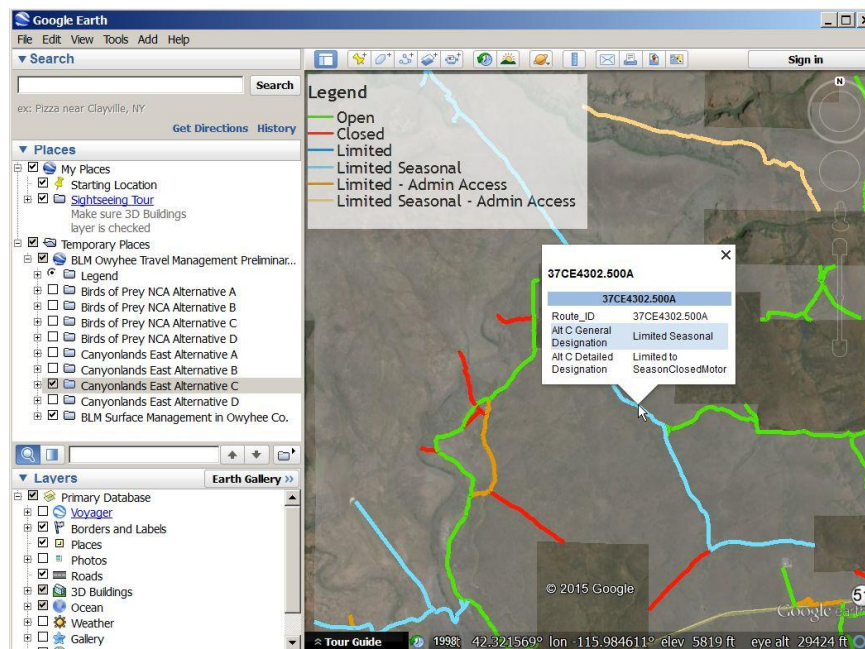 Google Earth
File Edit View Tools Add Help
Search
Search
ex: Pizza near Clayville, NY
Get Directions History
Places
My Places
Starting Location
Sightseeing Tour
Make sure 3D Buildings
layer is checked
Temporary Places
BLM Owyhee Travel Management Preliminar...
Legend
Birds of Prey NCA Alternative A
Birds of Prey NCA Alternative B
Birds of Prey NCA Alternative C
Birds of Prey NCA Alternative D
Canyonlands East Alternative A
Canyonlands East Alternative B
Canyonlands East Alternative C
Canyonlands East Alternative D
BLM Surface Management in Owyhee Co.
Layers
Earth Gallery >>
Primary Database
Voyager
Borders and Labels
Places
Photos
Roads
3D Buildings
Ocean
Weather
Gallery
Sign in
N
Legend
Open
Closed
Limited
Limited Seasonal
Limited - Admin Access
Limited Seasonal - Admin Access
37CE4302.500A
37CE4302.500A
Route_ID 37CE4302.500A
Alt C General
Designation
Limited Seasonal
Alt C Detailed
Designation
Limited to
SeasonClosedMotor
© 2015 Google
51
Google earth
Tour Guide
1998
42.321569° lon -115.984611° elev 5819 ft eye alt 29424 ft